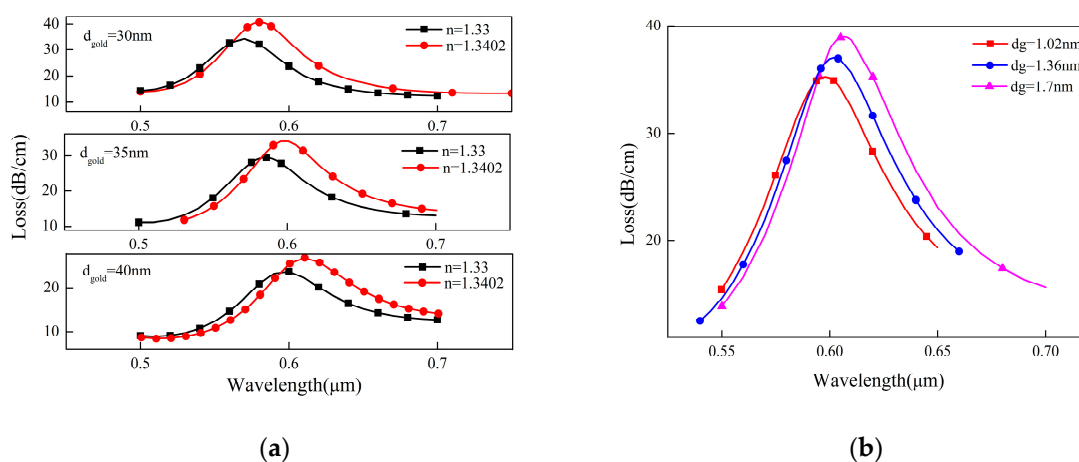 40
30
20
10
d gold =30nm
n=1.33
n=1.3402
0.5
0.6
0.7
Loss(dB/cm)
30
20
10
d gold =35nm
n=1.33
n=1.3402
0.5
0.6
0.7
20
10
d gold =40nm
n=1.33
n=1.3402
0.5
0.6
0.7
Wavelength(μm)
(a)
40
30
20
Loss(dB/cm)
dg=1.02nm
dg=1.36nm
dg=1.7nm
0.55
0.60
0.65
0.70
Wavelength(μm)
(b)